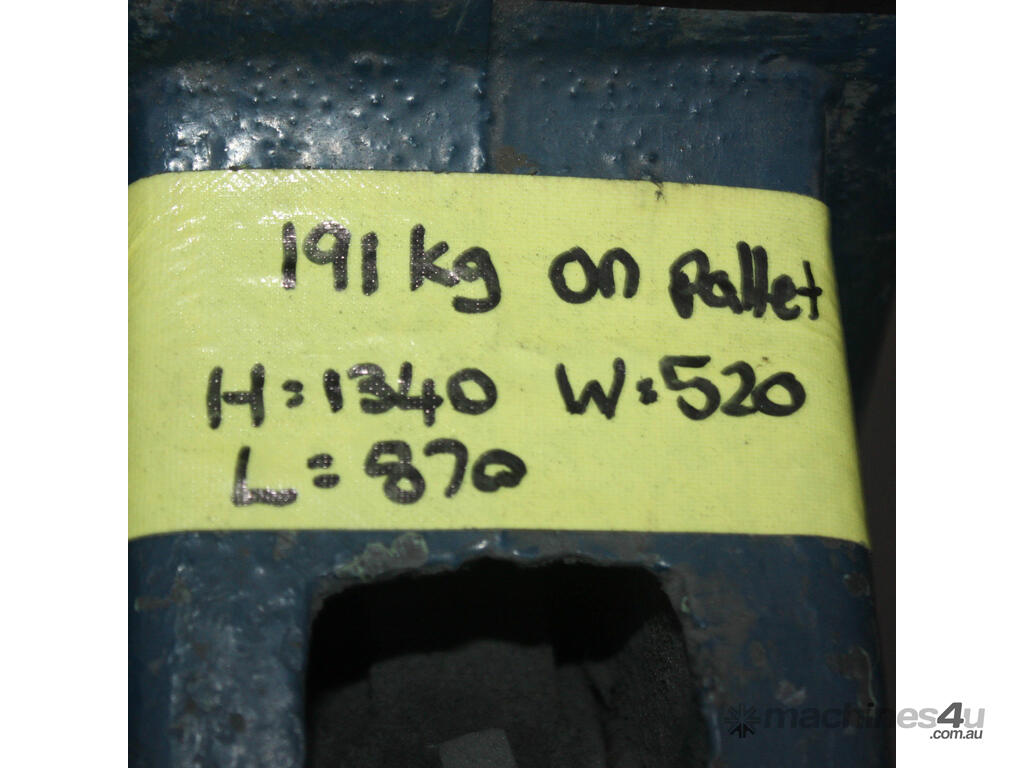 191 kg on Pallet
H=1340 W=520
L=870
machines4u
.com.au